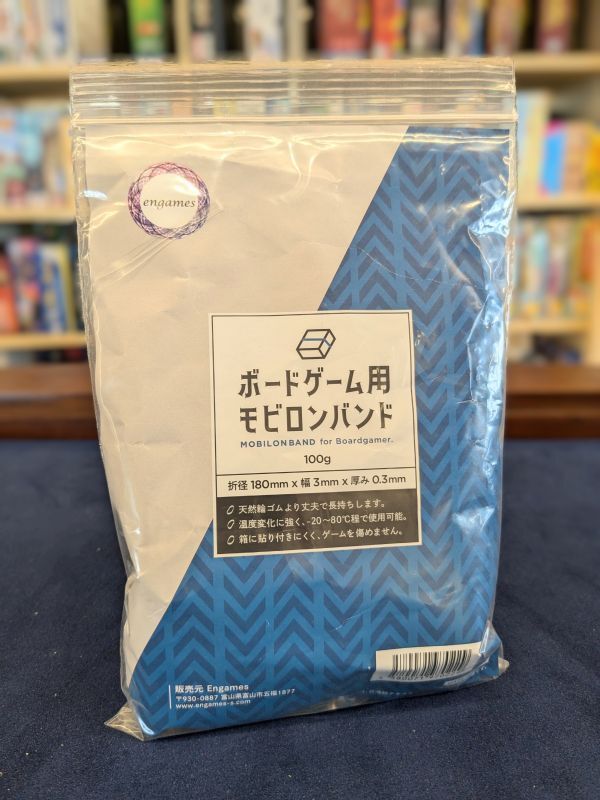 engames
ボードゲーム用
モビロンバンド
MOBILONBAND for Boardgamer.
100g
折径 180mm x 幅 3mm x 厚み 0.3mm
天然輪ゴムより丈夫で長持ちします。
温度変化に強く、-20～80℃程で使用可能。
箱に貼り付きにくく、ゲームを傷めません。
販売元 Engames
〒930-0887 富山県富山市五福1877
www.engames-s.com